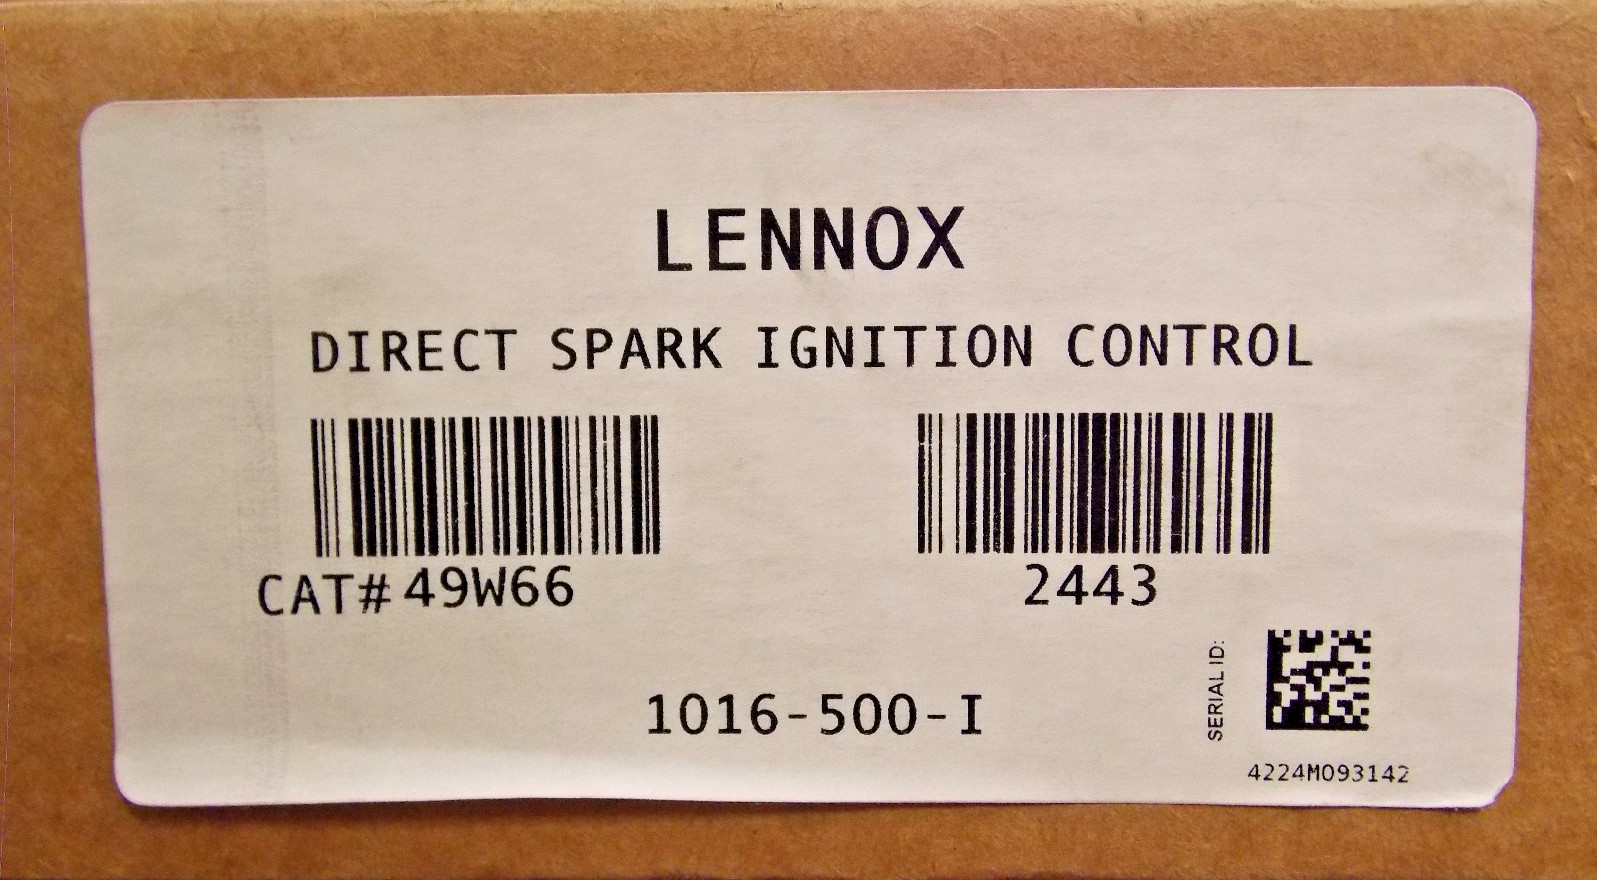 LENNOX
DIRECT SPARK IGNITION CONTROL
CAT# 49W66
2443
1016-500-I
SERIAL ID:
4224M093142